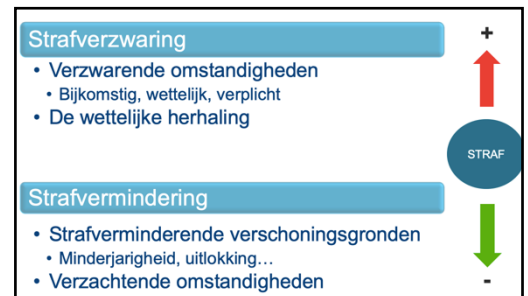 Strafverzwaring
• Verzwarende omstandigheden
• Bijkomstig, wettelijk, verplicht
• De wettelijke herhaling
+
STRAF
Strafvermindering
• Strafverminderende verschoningsgronden
• Minderjarigheid, uitlokking...
• Verzachtende omstandigheden
-